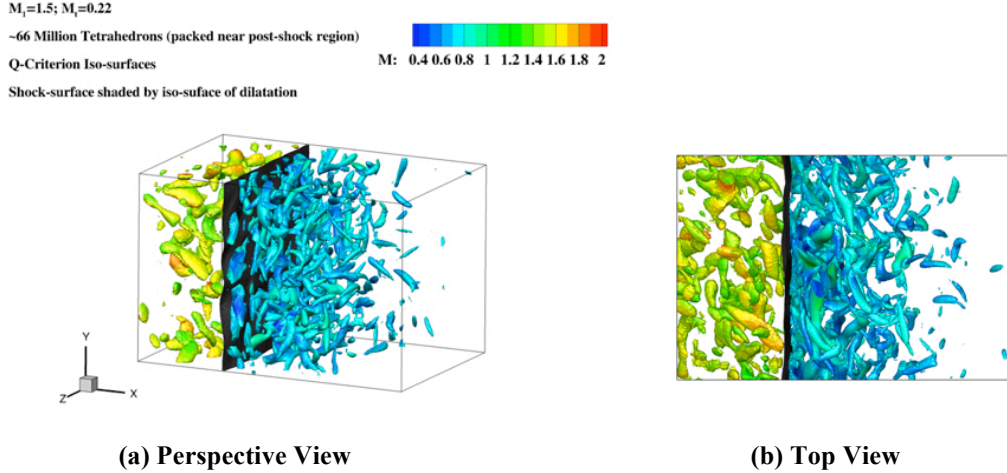 M₁=1.5; Mₜ=0.22
~66 Million Tetrahedrons (packed near post-shock region)
Q-Criterion Iso-surfaces
M: 0.4 0.6 0.8 1 1.2 1.4 1.6 1.8 2
Shock-surface shaded by iso-suface of dilatation
Y
Z
X
(a) Perspective View
(b) Top View